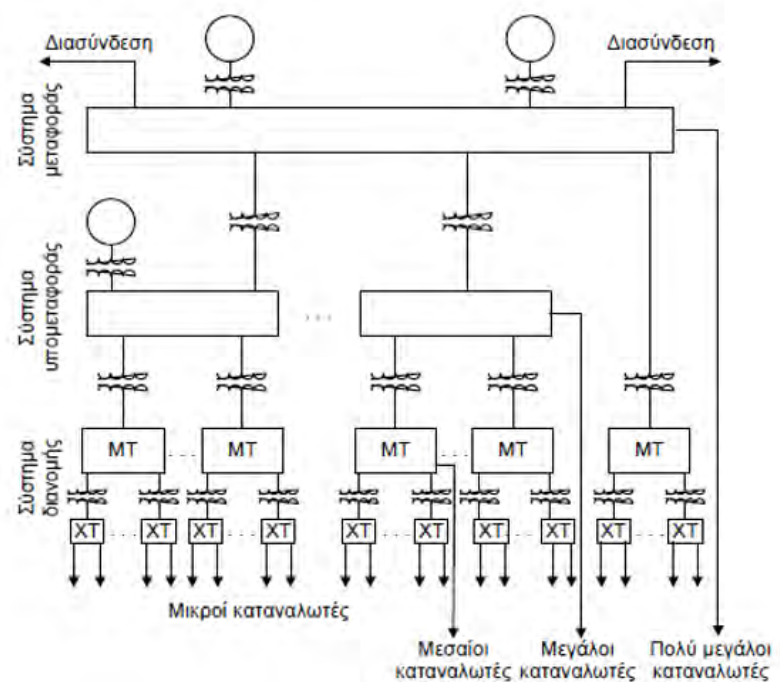 Διασύνδεση
Διασύνδεση
Σύστημα
μεταφοράς
Σύστημα
υπομεταφοράς
Σύστημα
διανομής
ΜΤ
ΜΤ
ΜΤ
ΜΤ
ΜΤ
ΧΤ
ΧΤ
ΧΤ
ΧΤ
ΧΤ
ΧΤ
ΧΤ
ΧΤ
ΧΤ
ΧΤ
Μικροί καταναλωτές
Μεσαίοι
καταναλωτές
Μεγάλοι
καταναλωτές
Πολύ μεγάλοι
καταναλωτές